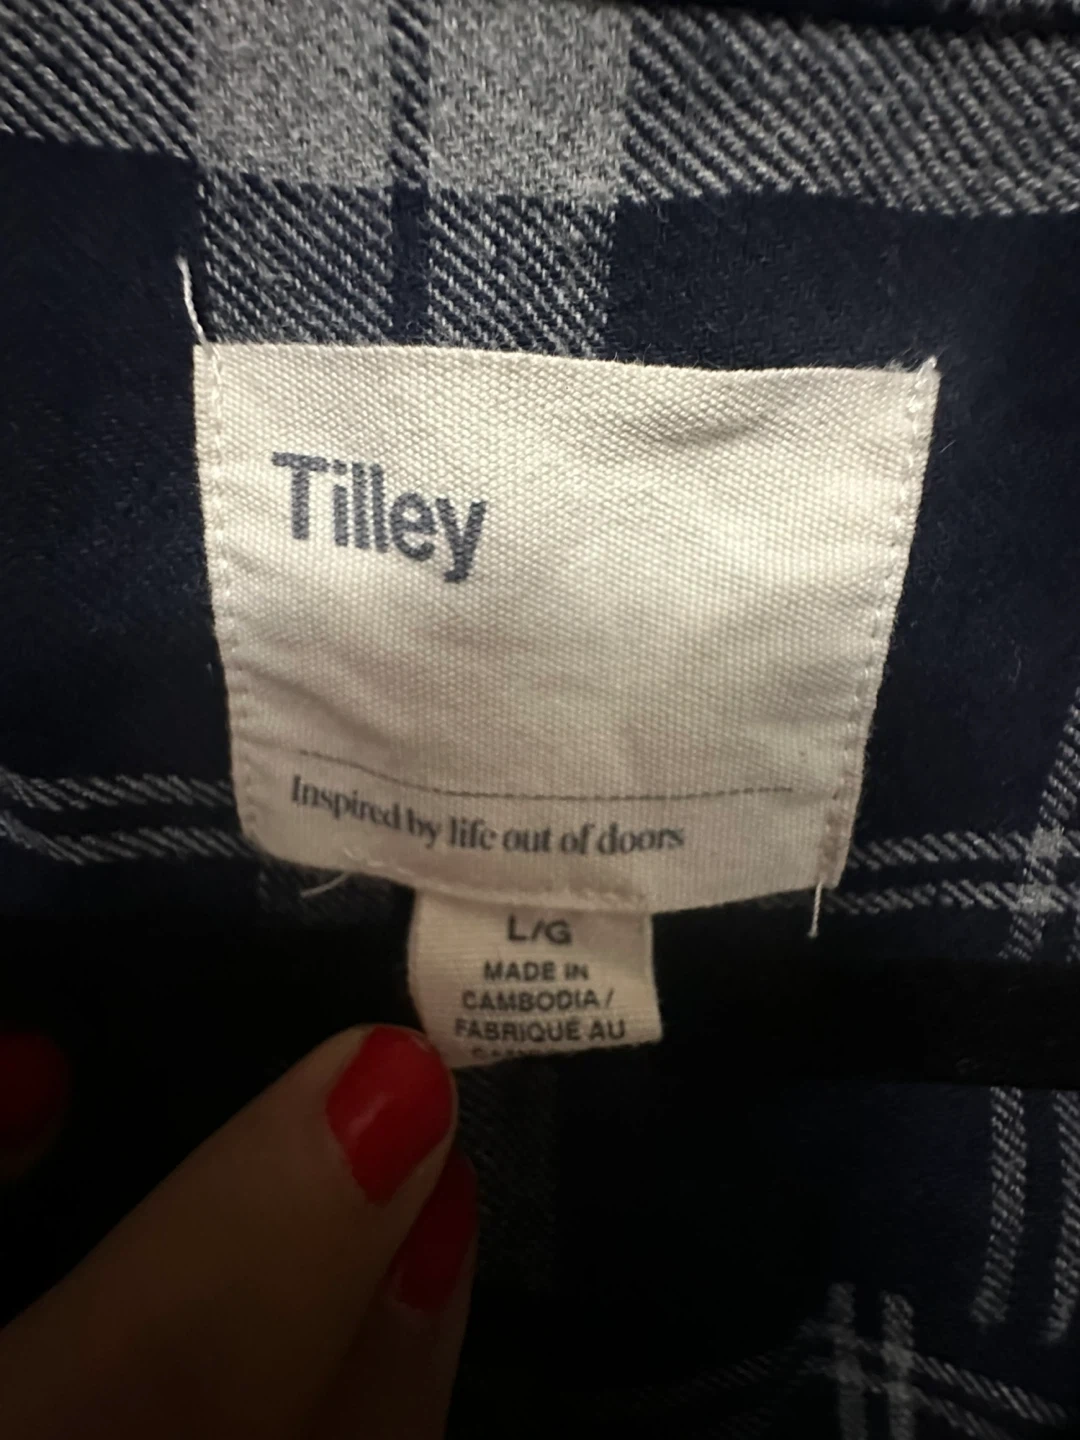 Tilley
Inspired by life out of doors
L/G
MADE IN
CAMBODIA/
FABRIQUÉ AU